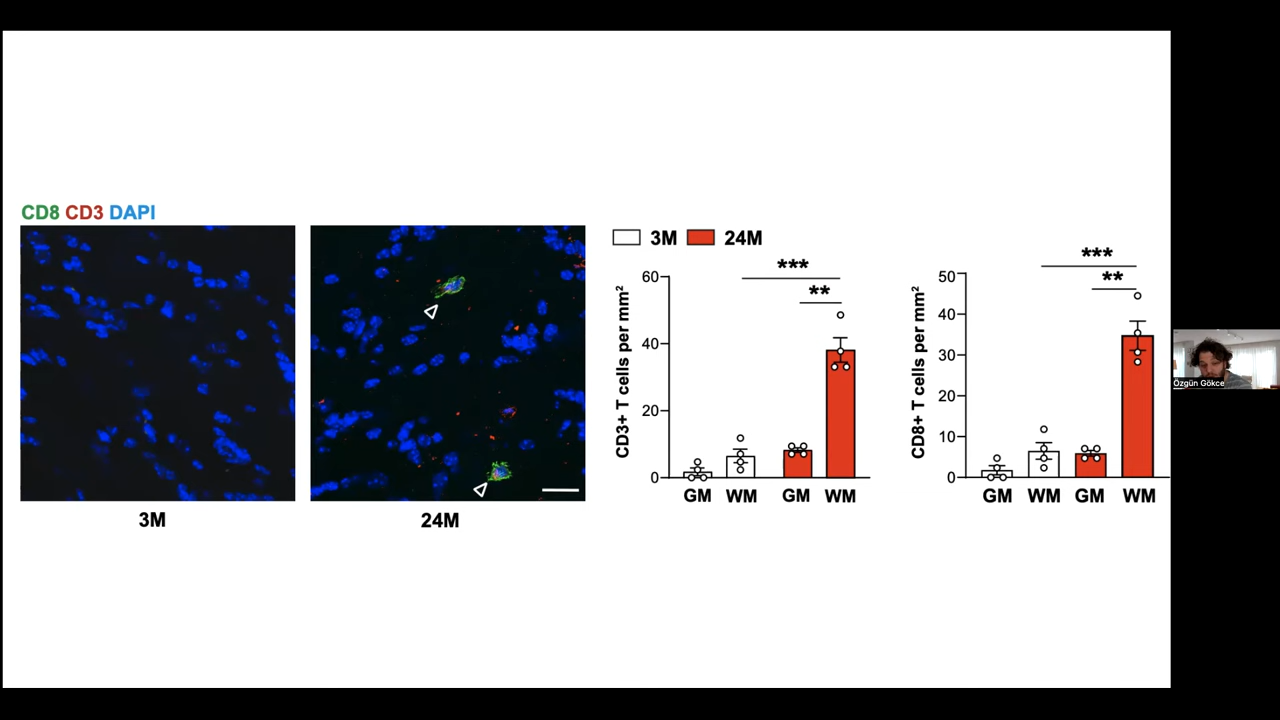 CD8 CD3 DAPI
3M
24M
3M 24M
CD3+ T cells per mm²
60
40
20
0
***
**
GM WM GM WM
CD8+ T cells per mm²
50
40
30
20
10
0
***
**
GM WM GM WM
Özgün Gökce